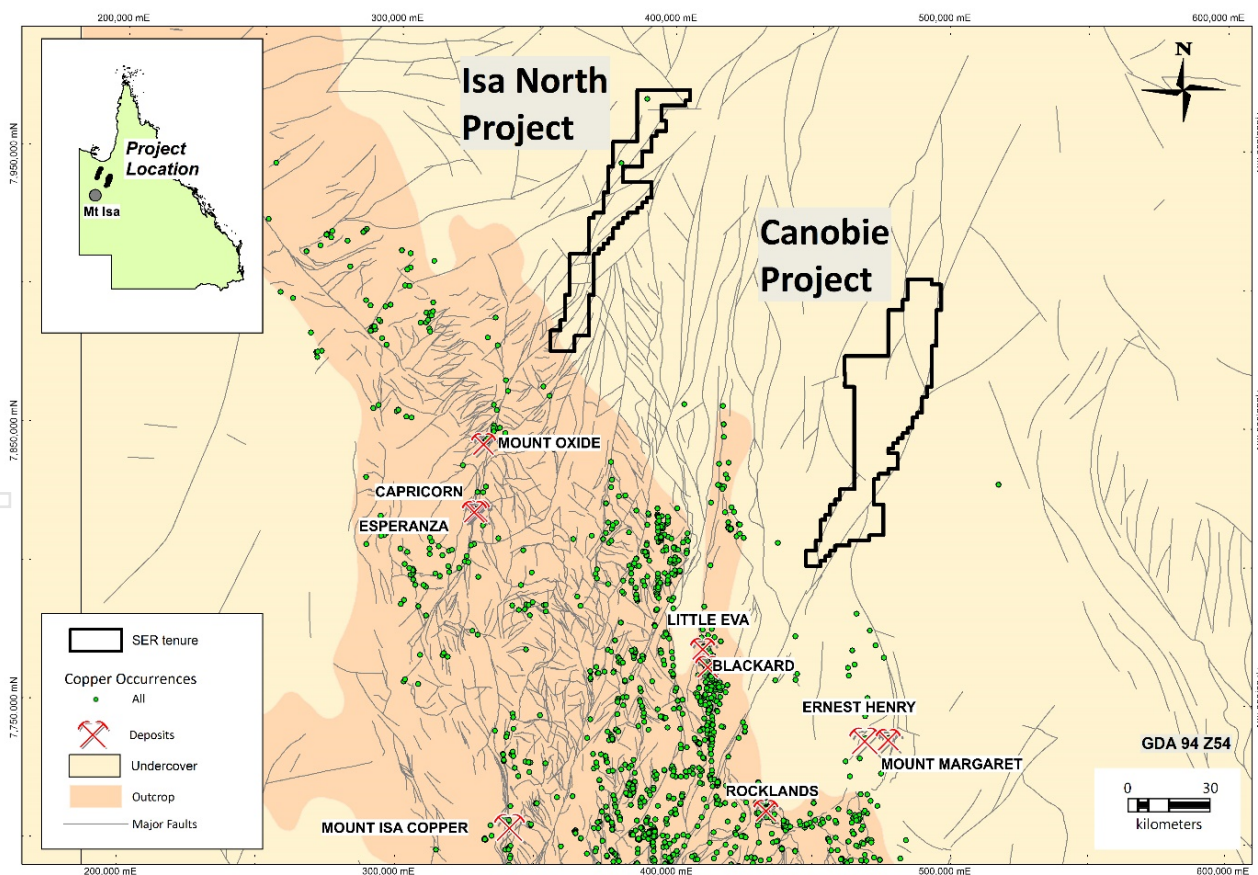 200,000 mE
300,000 mE
400,000 mE
500,000 mE
600,000 mE
Isa North
Project
N
Project
Location
Mt Isa
7,950,000 mN
Canobie
Project
7,850,000 mN
MOUNT OXIDE
CAPRICORN
ESPERANZA
LITTLE EVA
BLACKARD
SER tenure
Copper Occurrences
All
Deposits
Undercover
Outcrop
Major Faults
7,750,000 mN
ERNEST HENRY
MOUNT MARGARET
GDA 94 Z54
ROCKLANDS
MOUNT ISA COPPER
0 30
kilometers
200,000 mE
300,000 mE
400,000 mE
500,000 mE
600,000 mE